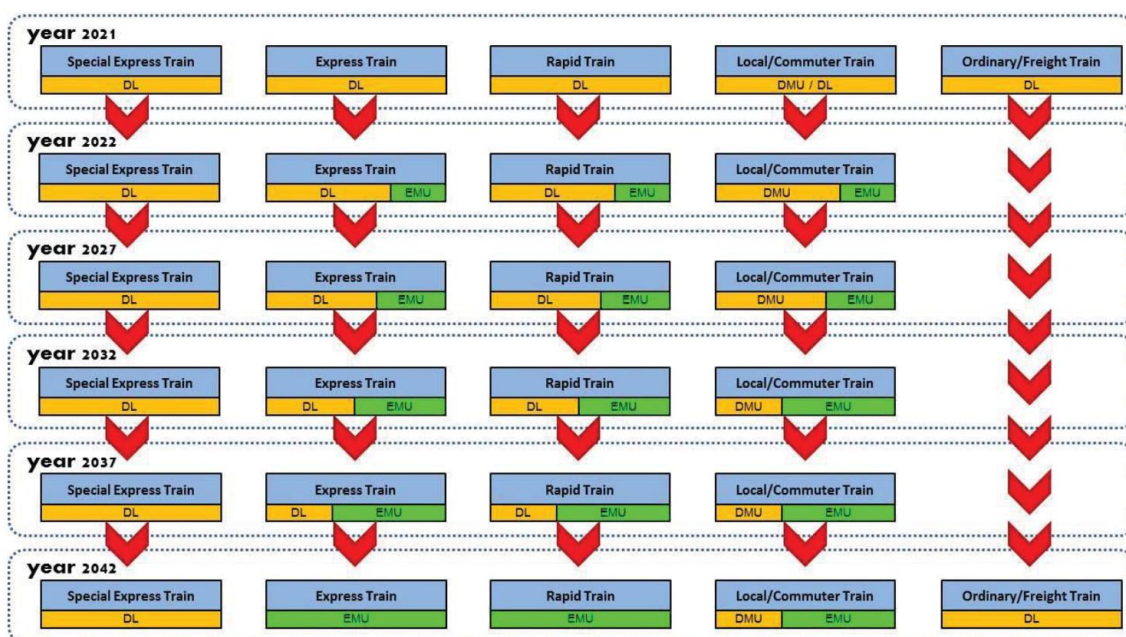 year 2021
Special Express Train Express Train Rapid Train Local/Commuter Train Ordinary/Freight Train
DL DL DL DMU / DL DL
year 2022
Special Express Train Express Train Rapid Train Local/Commuter Train
DL DL EMU DL EMU DMU EMU
year 2027
Special Express Train Express Train Rapid Train Local/Commuter Train
DL DL EMU DL EMU DMU EMU
year 2032
Special Express Train Express Train Rapid Train Local/Commuter Train
DL DL EMU DL EMU DMU EMU
year 2037
Special Express Train Express Train Rapid Train Local/Commuter Train
DL DL EMU DL EMU DMU EMU
year 2042
Special Express Train Express Train Rapid Train Local/Commuter Train Ordinary/Freight Train
DL EMU EMU DMU EMU DL